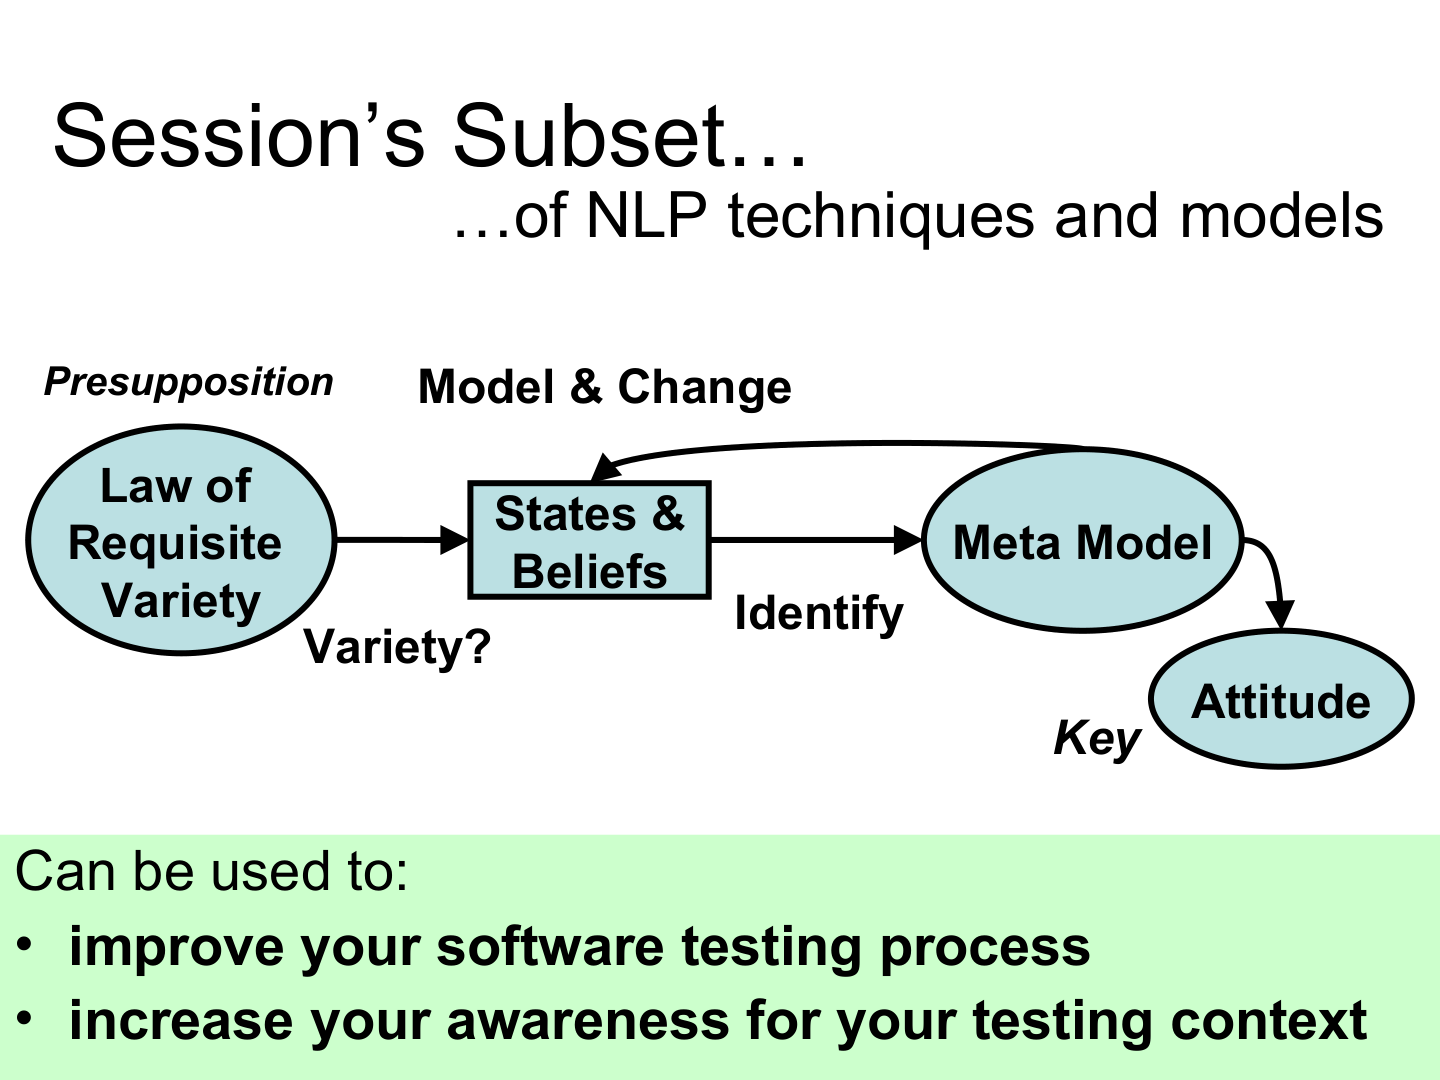 Session’s Subset…
…of NLP techniques and models
Presupposition
Model & Change
Law of
Requisite
Variety
States &
Beliefs
Meta Model
Identify
Variety?
Attitude
Key
Can be used to:
• improve your software testing process
• increase your awareness for your testing context